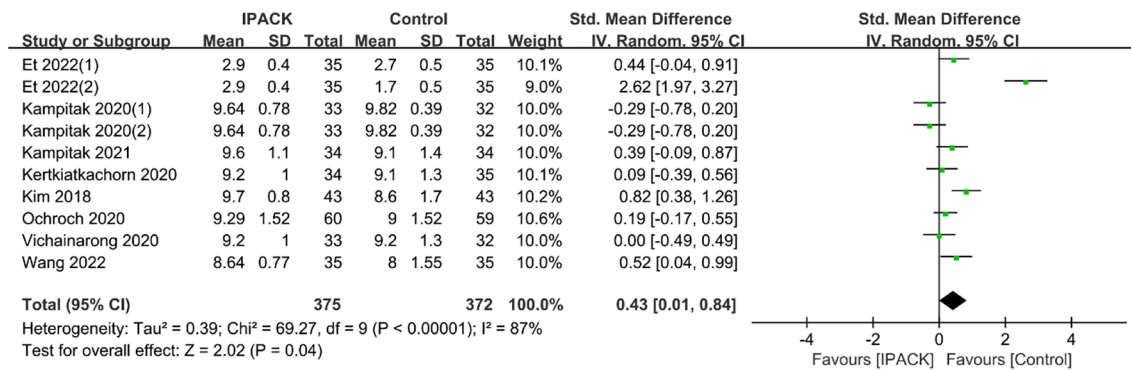 IPACK Control Std. Mean Difference Std. Mean Difference
Study or Subgroup Mean SD Total Mean SD Total Weight IV, Random, 95% CI IV, Random, 95% CI
Et 2022(1) 2.9 0.4 35 2.7 0.5 35 10.1% 0.44 [-0.04, 0.91]
Et 2022(2) 2.9 0.4 35 1.7 0.5 35 9.0% 2.62 [1.97, 3.27]
Kampitak 2020(1) 9.64 0.78 33 9.82 0.39 32 10.0% -0.29 [-0.78, 0.20]
Kampitak 2020(2) 9.64 0.78 33 9.82 0.39 32 10.0% -0.29 [-0.78, 0.20]
Kampitak 2021 9.6 1.1 34 9.1 1.4 34 10.0% 0.39 [-0.09, 0.87]
Kertkiatkachorn 2020 9.2 1 34 9.1 1.3 35 10.1% 0.09 [-0.39, 0.56]
Kim 2018 9.7 0.8 43 8.6 1.7 43 10.2% 0.82 [0.38, 1.26]
Ochroch 2020 9.29 1.52 60 9 1.52 59 10.6% 0.19 [-0.17, 0.55]
Vichainarong 2020 9.2 1 33 9.2 1.3 32 10.0% 0.00 [-0.49, 0.49]
Wang 2022 8.64 0.77 35 8 1.55 35 10.0% 0.52 [0.04, 0.99]
Total (95% CI) 375 372 100.0% 0.43 [0.01, 0.84]
Heterogeneity: Tau² = 0.39; Chi² = 69.27, df = 9 (P < 0.00001); I² = 87%
Test for overall effect: Z = 2.02 (P = 0.04)
-4 -2 0 2 4
Favours [IPACK] Favours [Control]